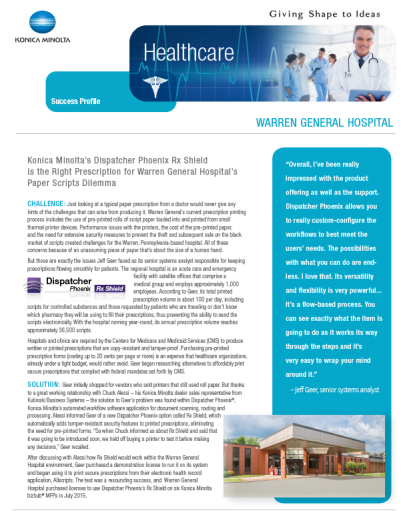 Giving Shape to Ideas
KONICA MINOLTA
Healthcare
Success Profile
WARREN GENERAL HOSPITAL
Konica Minolta's Dispatcher Phoenix Rx Shield
is the Right Prescription for Warren General Hospital's
Paper Scripts Dilemma
CHALLENGE: Just looking at a typical paper prescription from a doctor would never give any
hints of the challenges that can arise from producing it. Warren General's current prescription printing
process includes the use of pre-printed rolls of script paper loaded into and printed from small
thermal printer devices. Performance issues with the printers, the cost of the pre-printed paper,
and the need for extensive security measures to prevent the theft and subsequent sale on the black
market of scripts created challenges for the Warren, Pennsylvania-based hospital. All of these
concerns because of an unassuming piece of paper that's about the size of a human hand.
But those are exactly the issues Jeff Geer faced as its senior systems analyst responsible for keeping
prescriptions flowing smoothly for patients. The regional hospital is an acute care and emergency
facility with satellite offices that comprise a
medical group and employs approximately 1,000
employees. According to Geer, its total printed
prescription volume is about 100 per day, including
Dispatcher
Phoenix Rx Shield
scripts for controlled substances and those requested by patients who are traveling or don't know
which pharmacy they will be using to fill their prescriptions, thus preventing the ability to send the
scripts electronically. With the hospital running year-round, its annual prescription volume reaches
approximately 36,500 scripts.
Hospitals and clinics are required by the Centers for Medicare and Medicaid Services (CMS) to produce
written or printed prescriptions that are copy-resistant and tamper-proof. Purchasing pre-printed
prescription forms (costing up to 20 cents per page or more) is an expense that healthcare organizations,
already under a tight budget, would rather avoid. Geer began researching alternatives to affordably print
secure prescriptions that complied with federal mandates set forth by CMS.
SOLUTION: Geer initially shopped for vendors who sold printers that still used roll paper. But thanks
to a great working relationship with Chuck Alessi – his Konica Minolta dealer sales representative from
Kubinski Business Systems – the solution to Geer's problem was found within Dispatcher Phoenix®,
Konica Minolta's automated workflow software application for document scanning, routing and
processing. Alessi informed Geer of a new Dispatcher Phoenix option called Rx Shield, which
automatically adds tamper-resistant security features to printed prescriptions, eliminating
the need for pre-printed forms. "So when Chuck informed us about Rx Shield and said that
it was going to be introduced soon, we held off buying a printer to test it before making
any decisions," Geer recalled.
After discussing with Alessi how Rx Shield would work within the Warren General
Hospital environment, Geer purchased a demonstration license to run it on its system
and began using it to print secure prescriptions from their electronic health record
application, Allscripts. The test was a resounding success, and Warren General
Hospital purchased licenses to use Dispatcher Phoenix's Rx Shield on six Konica Minolta
bizhub® MFPs in July 2015.
"Overall, I've been really
impressed with the product
offering as well as the support.
Dispatcher Phoenix allows you
to really custom-configure the
workflows to best meet the
users' needs. The possibilities
with what you can do are end-
less. I love that. Its versatility
and flexibility is very powerful...
It's a flow-based process. You
can see exactly what the item is
going to do as it works its way
through the steps and it's
very easy to wrap your mind
around it."
– Jeff Geer, senior systems analyst